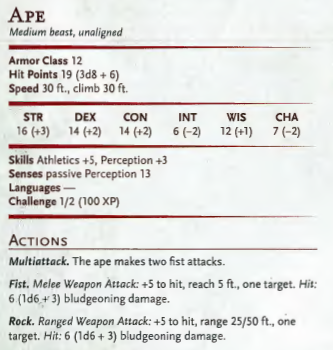 APE
Medium beast, unaligned
Armor Class 12
Hit Points 19 (3d8 + 6)
Speed 30 ft., climb 30 ft.
STR DEX CON INT WIS CHA
16 (+3) 14 (+2) 14 (+2) 6 (−2) 12 (+1) 7 (−2)
Skills Athletics +5, Perception +3
Senses passive Perception 13
Languages —
Challenge 1/2 (100 XP)
ACTIONS
Multiattack. The ape makes two fist attacks.
Fist. Melee Weapon Attack: +5 to hit, reach 5 ft., one target. Hit:
6 (1d6 + 3) bludgeoning damage.
Rock. Ranged Weapon Attack: +5 to hit, range 25/50 ft., one
target. Hit: 6 (1d6 + 3) bludgeoning damage.